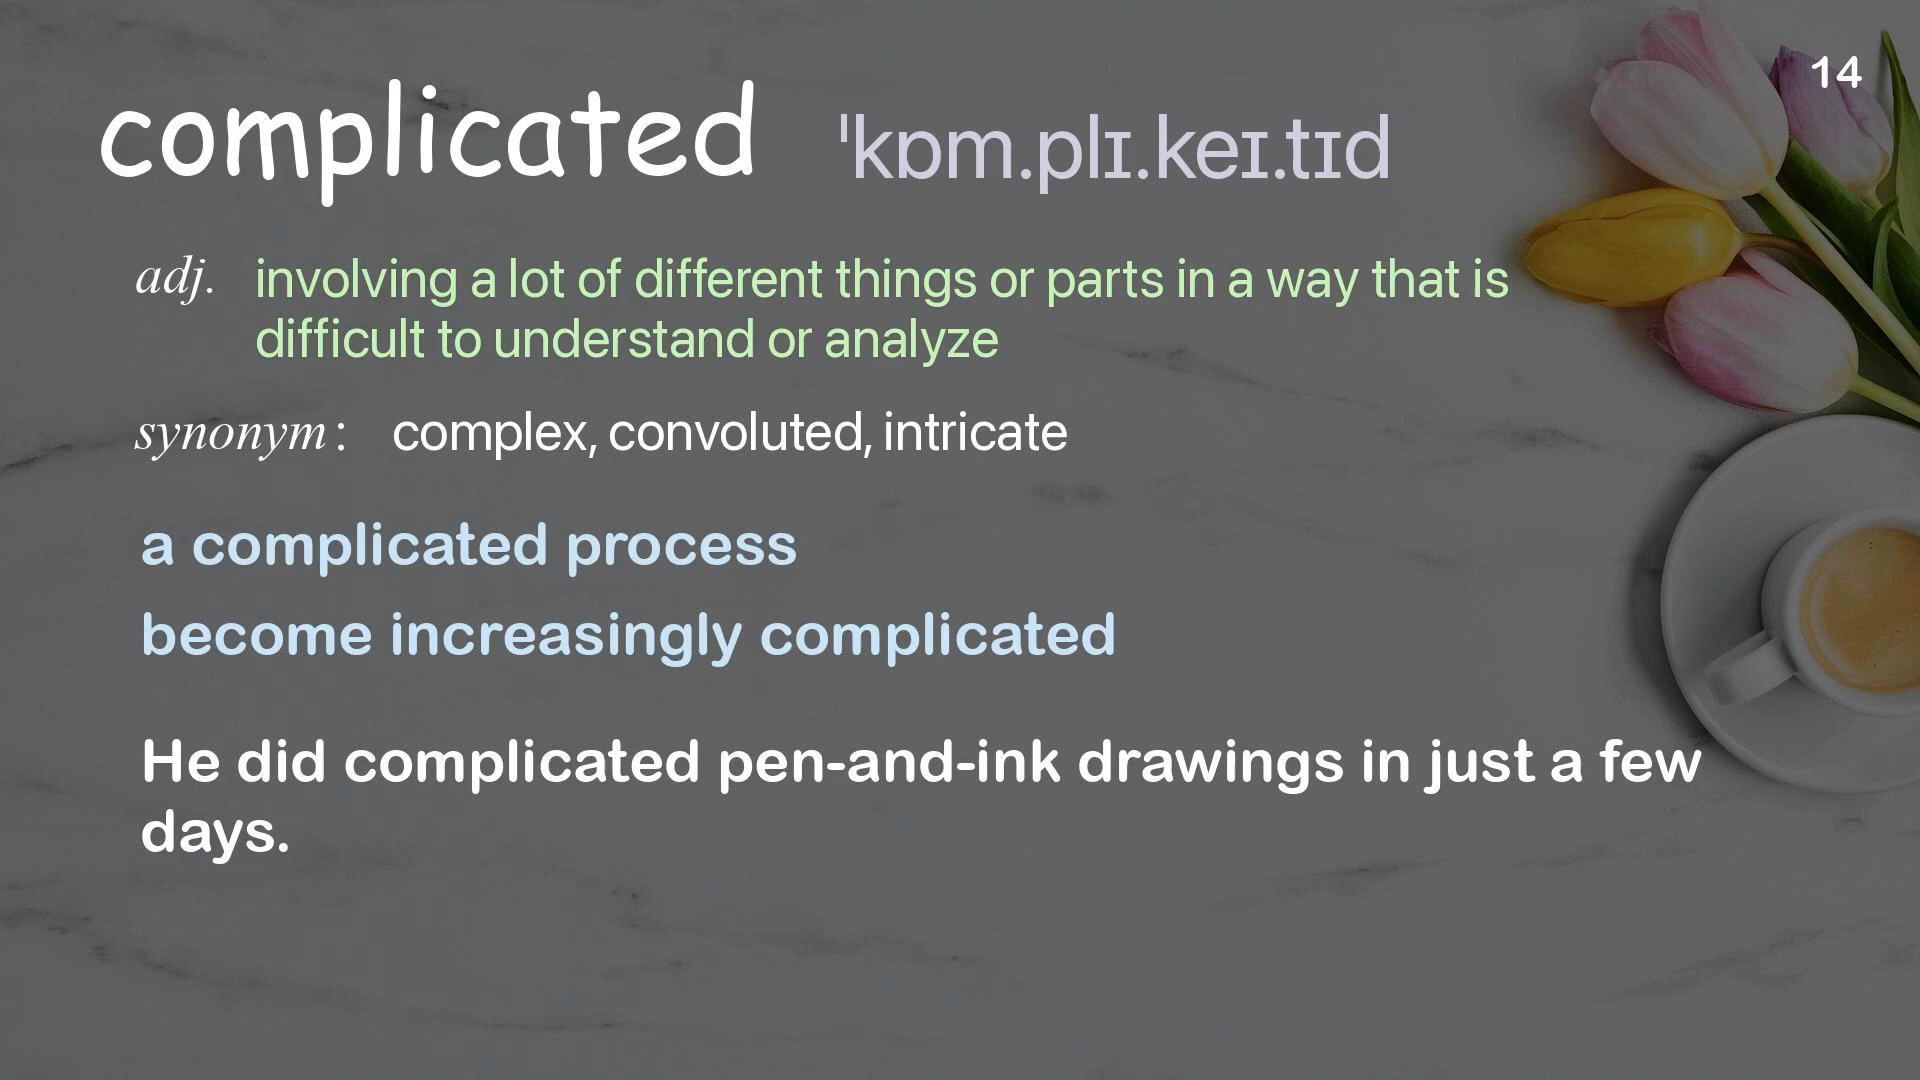 14
complicated ˈkɒm.plɪ.keɪ.tɪd
adj. involving a lot of different things or parts in a way that is
difficult to understand or analyze
synonym: complex, convoluted, intricate
a complicated process
become increasingly complicated
He did complicated pen-and-ink drawings in just a few
days.